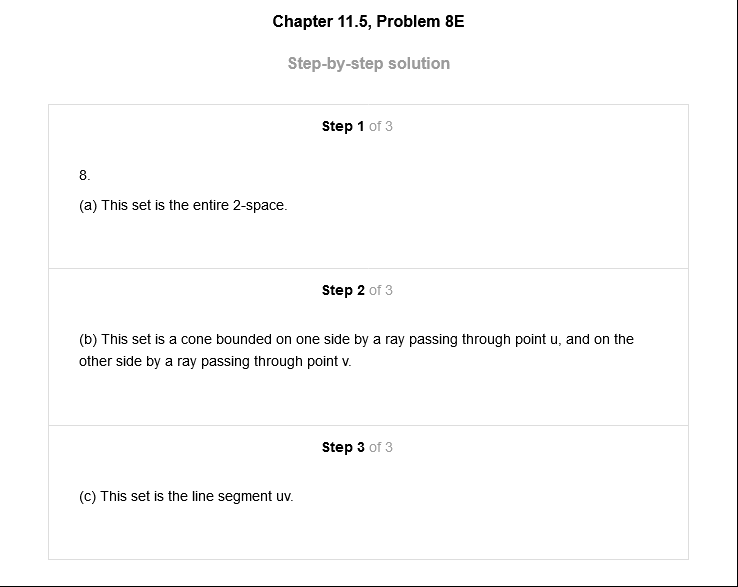 Chapter 11.5, Problem 8E
Step-by-step solution
Step 1 of 3
8.
(a) This set is the entire 2-space.
Step 2 of 3
(b) This set is a cone bounded on one side by a ray passing through point u, and on the
other side by a ray passing through point v.
Step 3 of 3
(c) This set is the line segment uv.